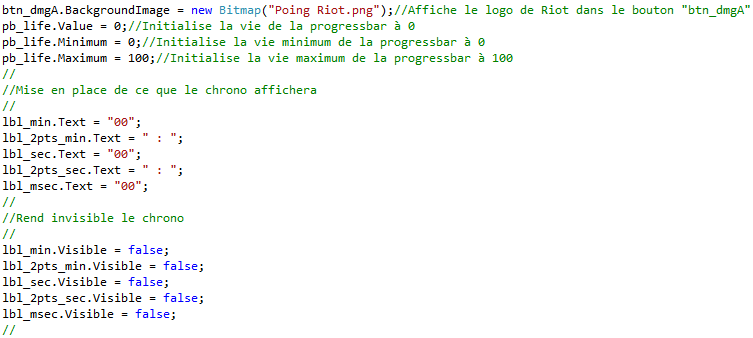 btn_dmgA.BackgroundImage = new Bitmap("Poing Riot.png");//Affiche le logo de Riot dans le bouton "btn_dmgA"
pb_life.Value = 0;//Initialise la vie de la progressbar à 0
pb_life.Minimum = 0;//Initialise la vie minimum de la progressbar à 0
pb_life.Maximum = 100;//Initialise la vie maximum de la progressbar à 100
//
//Mise en place de ce que le chrono affichera
//
lbl_min.Text = "00";
lbl_2pts_min.Text = " : ";
lbl_sec.Text = "00";
lbl_2pts_sec.Text = " : ";
lbl_msec.Text = "00";
//
//Rend invisible le chrono
//
lbl_min.Visible = false;
lbl_2pts_min.Visible = false;
lbl_sec.Visible = false;
lbl_2pts_sec.Visible = false;
lbl_msec.Visible = false;
//